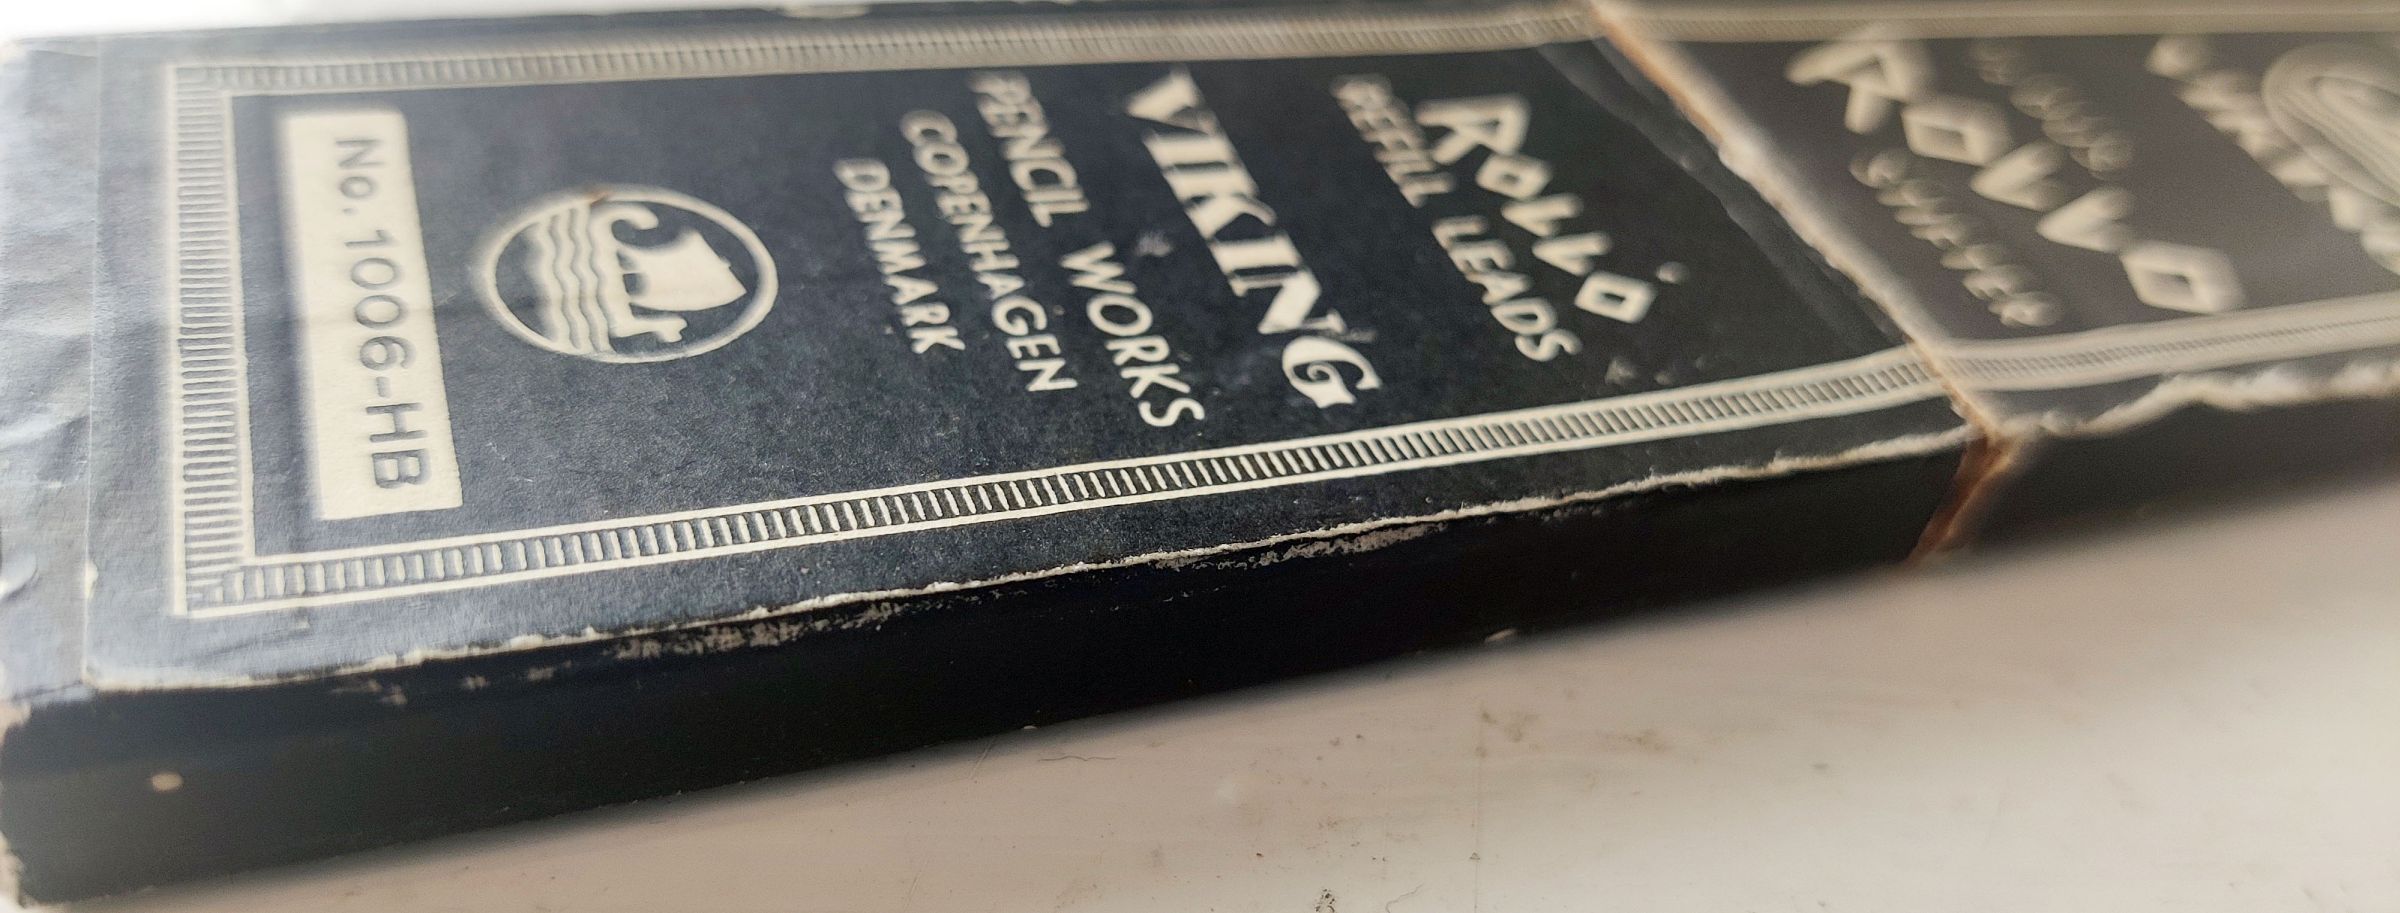 ROLLO
REFILL LEADS
VIKING
PENCIL WORKS
COPENHAGEN
DENMARK
No. 1006-HB
ROLLO